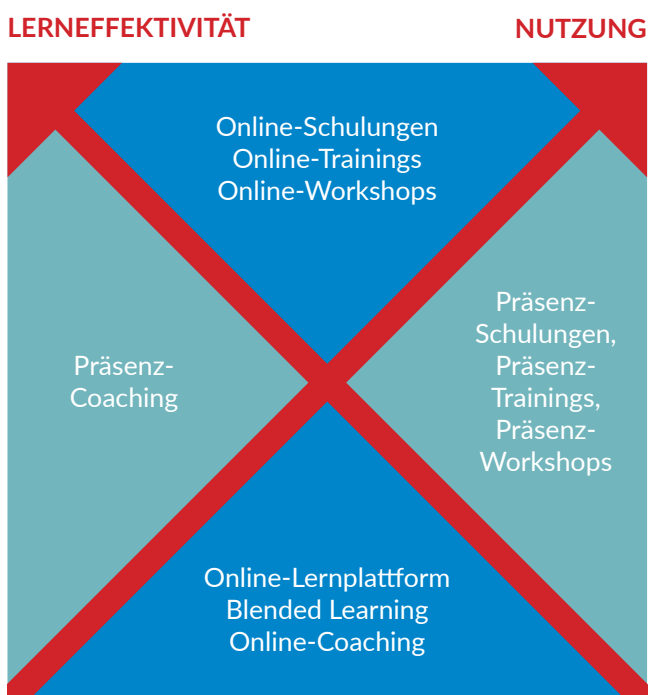 LERNEFFEKTIVITÄT
NUTZUNG
Online-Schulungen
Online-Trainings
Online-Workshops
Präsenz-
Coaching
Präsenz-
Schulungen,
Präsenz-
Trainings,
Präsenz-
Workshops
Online-Lernplattform
Blended Learning
Online-Coaching